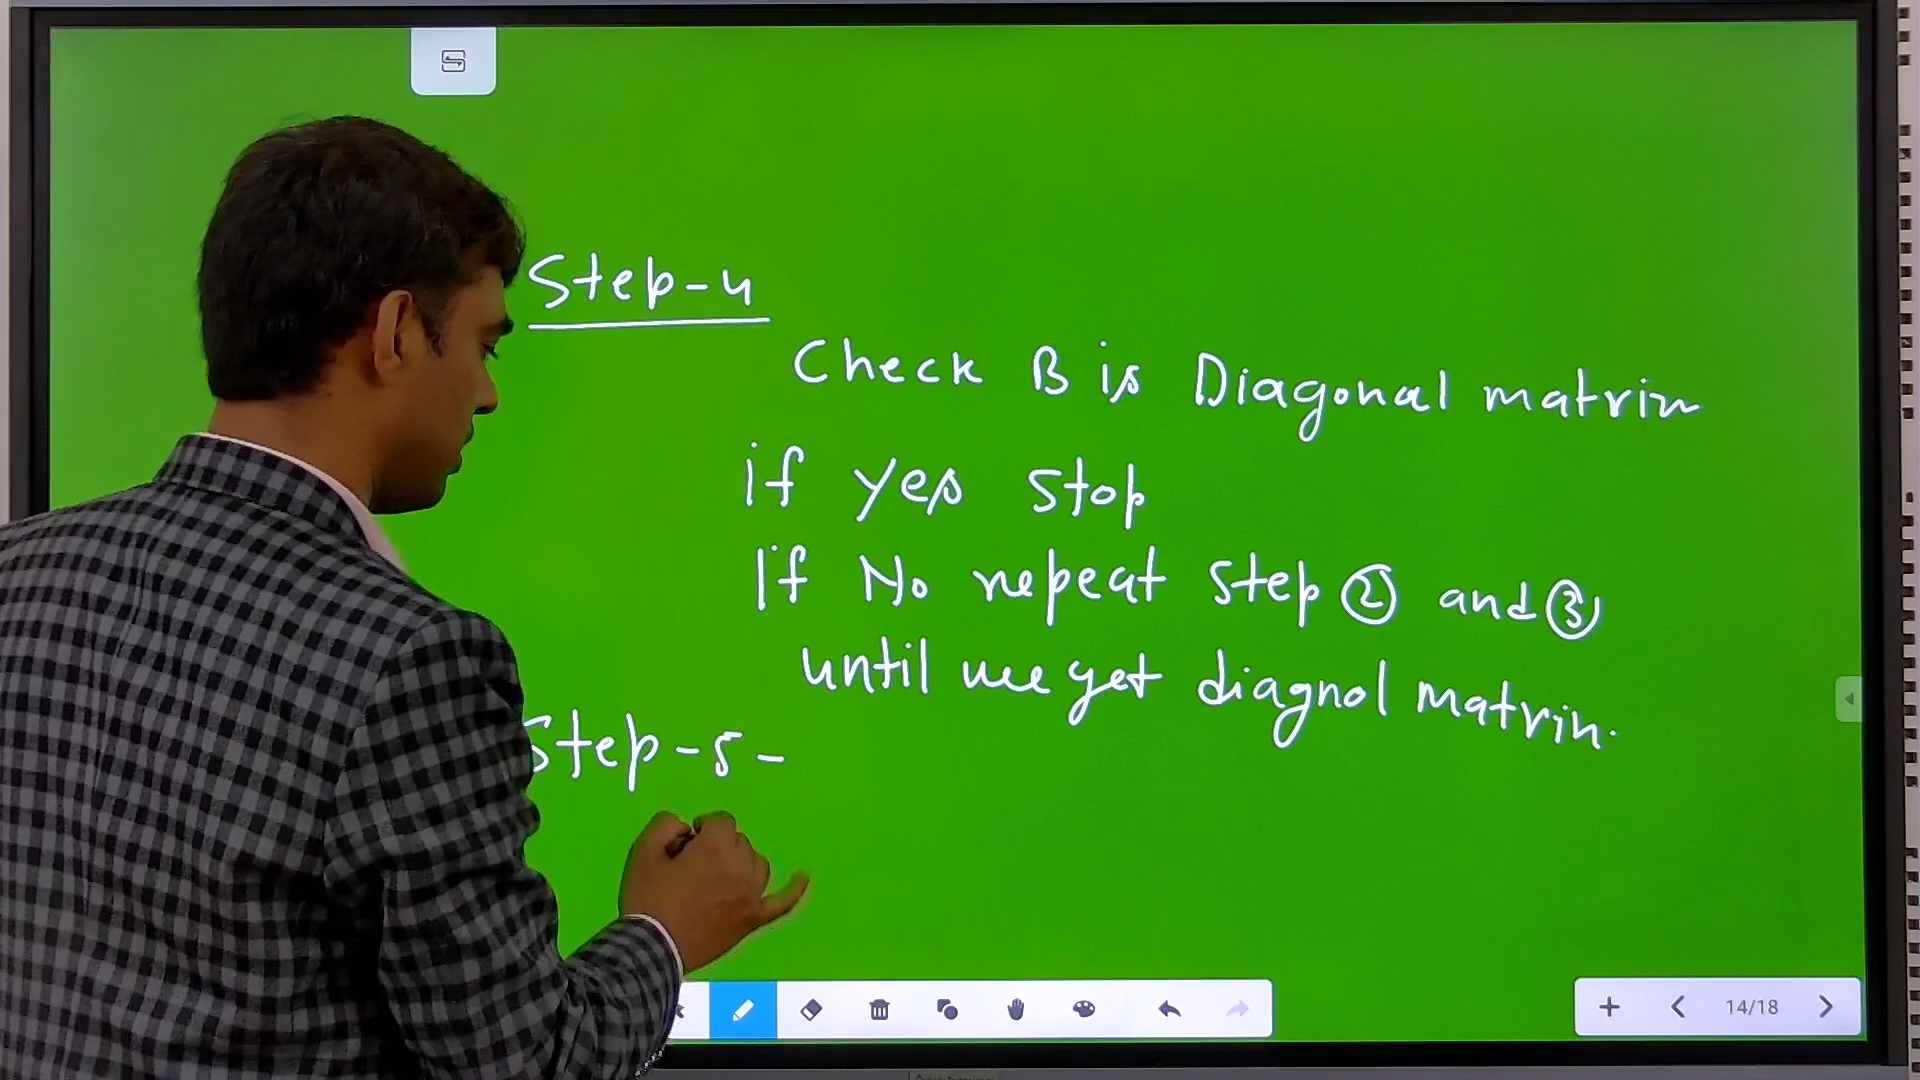 Step-4
Check B is Diagonal matrix
if yes stop
If No repeat step ② and ③
until we get diagnol matrix.
Step-5-
14/18